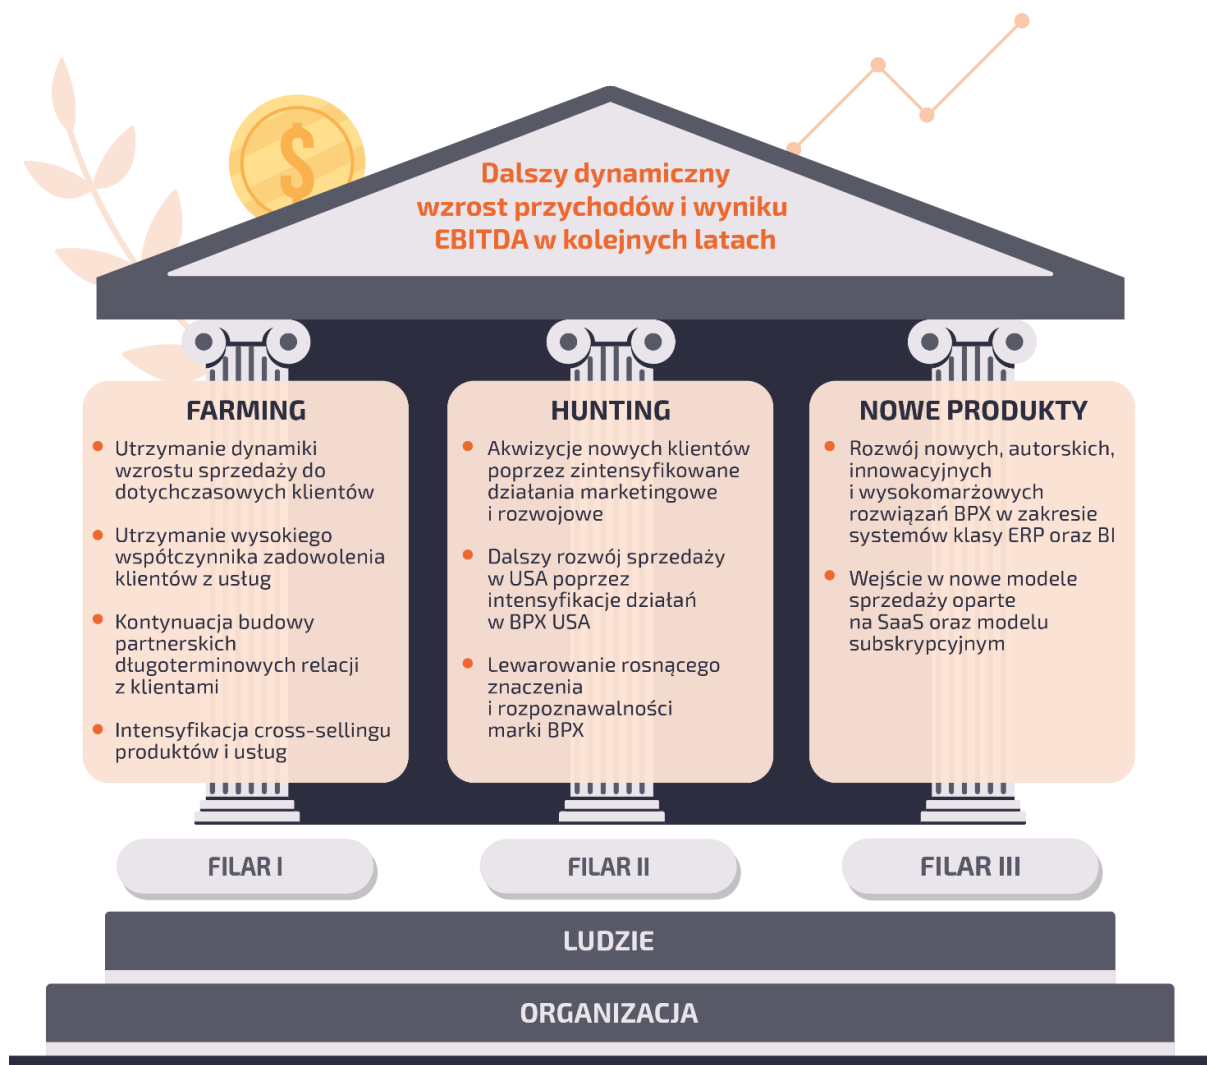 Dalszy dynamiczny
wzrost przychodów i wyniku
EBITDA w kolejnych latach
FARMING
Utrzymanie dynamiki
wzrostu sprzedaży do
dotychczasowych klientów
Utrzymanie wysokiego
współczynnika zadowolenia
klientów z usług
Kontynuacja budowy
partnerskich
długoterminowych relacji
z klientami
Intensyfikacja cross-sellingu
produktów i usług
HUNTING
Akwizycje nowych klientów
poprzez zintensyfikowane
działania marketingowe
i rozwojowe
Dalszy rozwój sprzedaży
w USA poprzez
intensyfikacje działań
w BPX USA
Lewarowanie rosnącego
znaczenia
i rozpoznawalności
marki BPX
NOWE PRODUKTY
Rozwój nowych, autorskich,
innowacyjnych
i wysokomarżowych
rozwiązań BPX w zakresie
systemów klasy ERP oraz BI
Wejście w nowe modele
sprzedaży oparte
na SaaS oraz modelu
subskrypcyjnym
FILAR I
FILAR II
FILAR III
LUDZIE
ORGANIZACJA